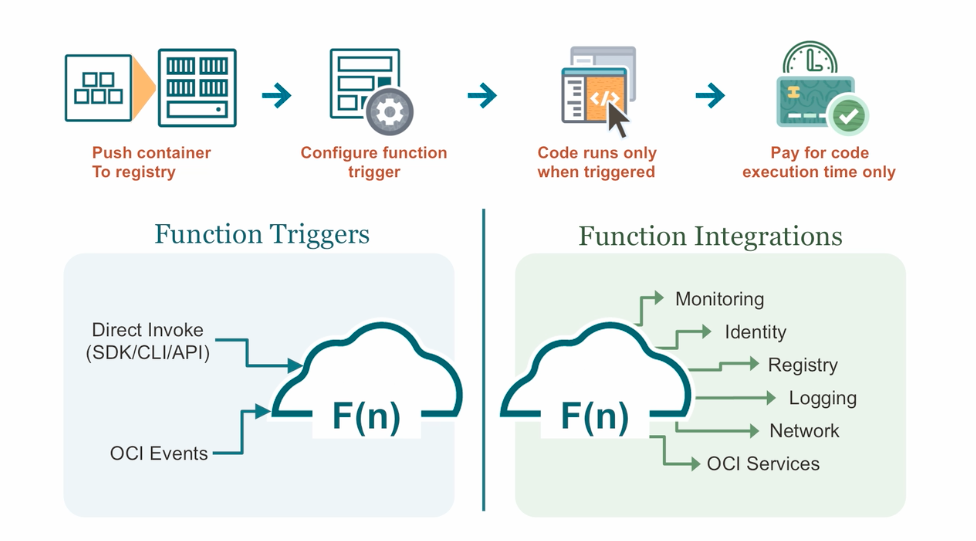 Push container
To registry
Configure function
trigger
Code runs only
when triggered
Pay for code
execution time only
Function Triggers
Direct Invoke
(SDK/CLI/API)
OCI Events
F(n)
Function Integrations
F(n)
Monitoring
Identity
Registry
Logging
Network
OCI Services